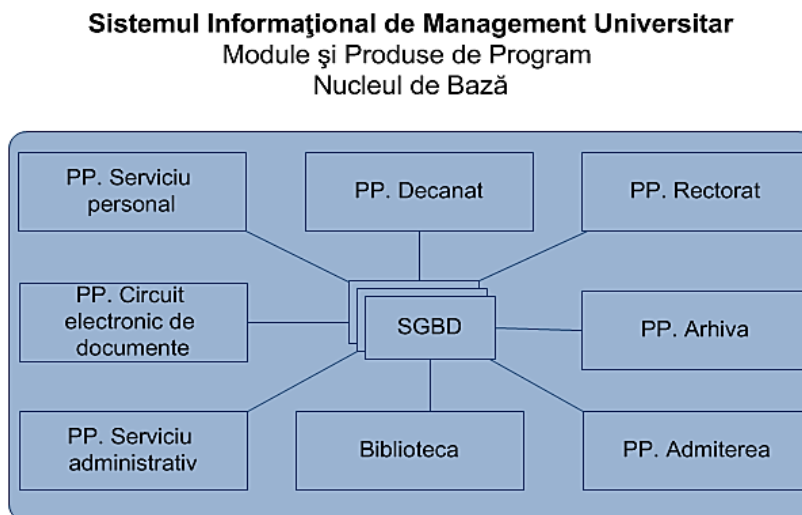 Sistemul Informaţional de Management Universitar
Module şi Produse de Program
Nucleul de Bază
PP. Serviciu
personal
PP. Decanat
PP. Rectorat
PP. Circuit
electronic de
documente
SGBD
PP. Arhiva
PP. Serviciu
administrativ
Biblioteca
PP. Admiterea